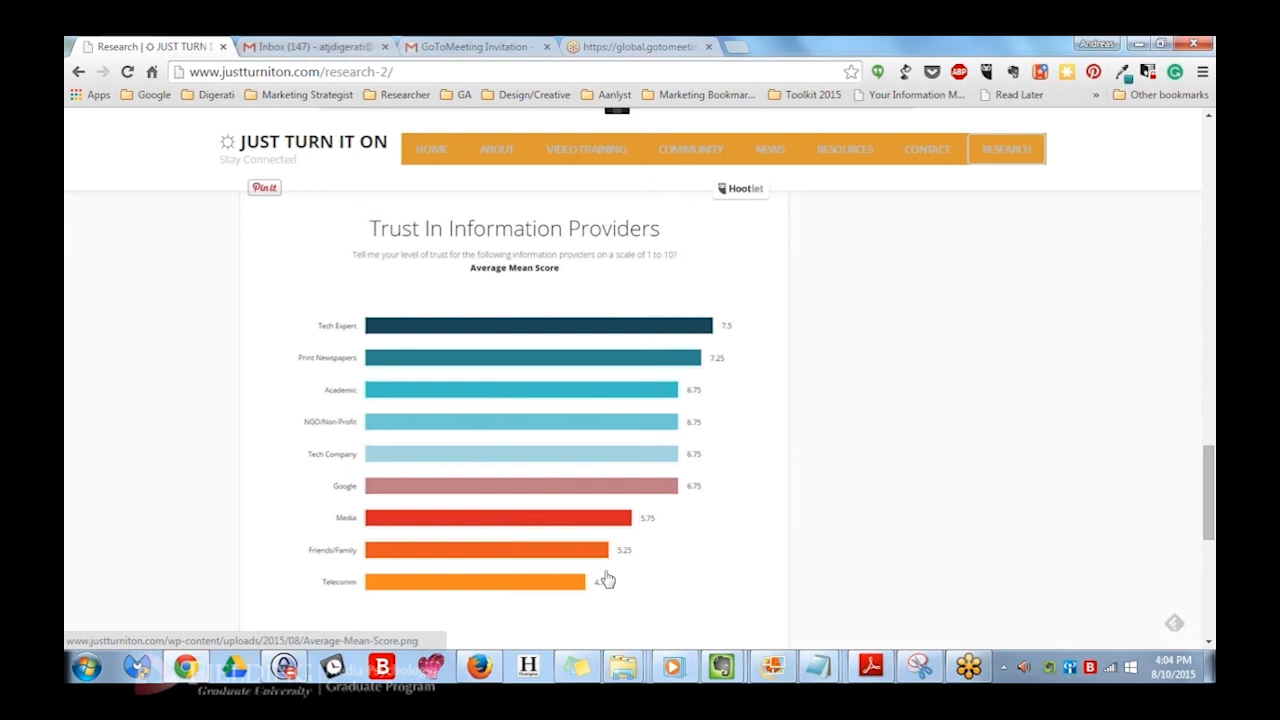 Research | JUST TURN I
Inbox (147) - atjdigerati@
GoToMeeting Invitation -
https://global.gotomeetin
Andreas
www.justturniton.com/research-2/
Apps Google Digerati Marketing Strategist Researcher GA Design/Creative Aanlyst Marketing Bookmar... Toolkit 2015 Your Information M... Read Later » Other bookmarks
JUST TURN IT ON
Stay Connected
HOME ABOUT VIDEO TRAINING COMMUNITY NEWS RESOURCES CONTACT RESEARCH
Pin it
Hootlet
Trust In Information Providers
Tell me your level of trust for the following information providers on a scale of 1 to 10?
Average Mean Score
Tech Expert 7.5
Print Newspapers 7.25
Academic 6.75
NGO/Non-Profit 6.75
Tech Company 6.75
Google 6.75
Media 5.75
Friends/Family 5.25
Telecomm
www.justturniton.com/wp-content/uploads/2015/08/Average-Mean-Score.png
4:04 PM
8/10/2015
Graduate University | Graduate Program